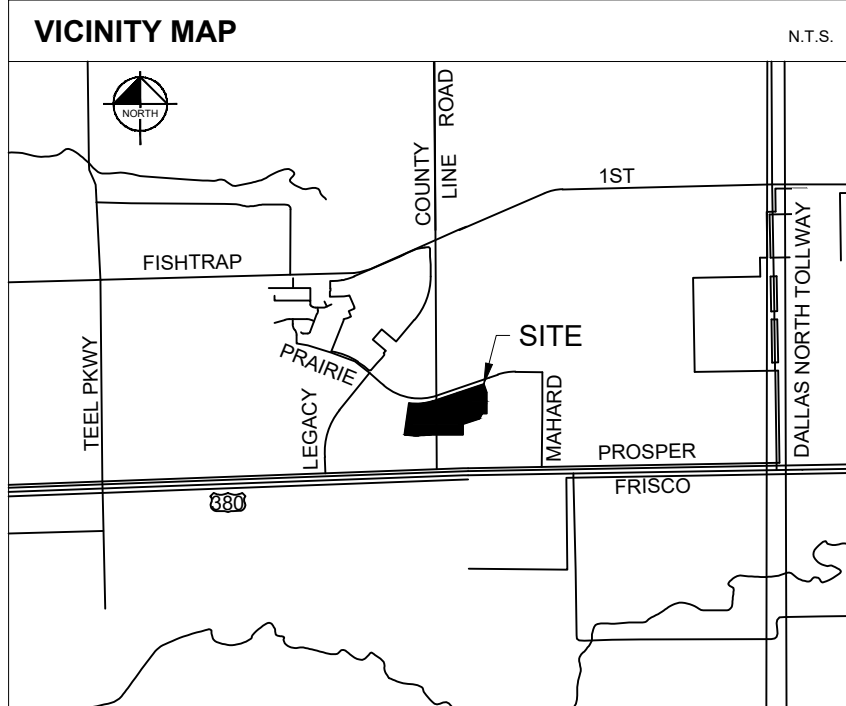 VICINITY MAP
N.T.S.
NORTH
COUNTY
LINE ROAD
1ST
FISHTRAP
DALLAS NORTH TOLLWAY
SITE
PRAIRIE
TEEL PKWY
LEGACY
MAHARD
PROSPER
FRISCO
380